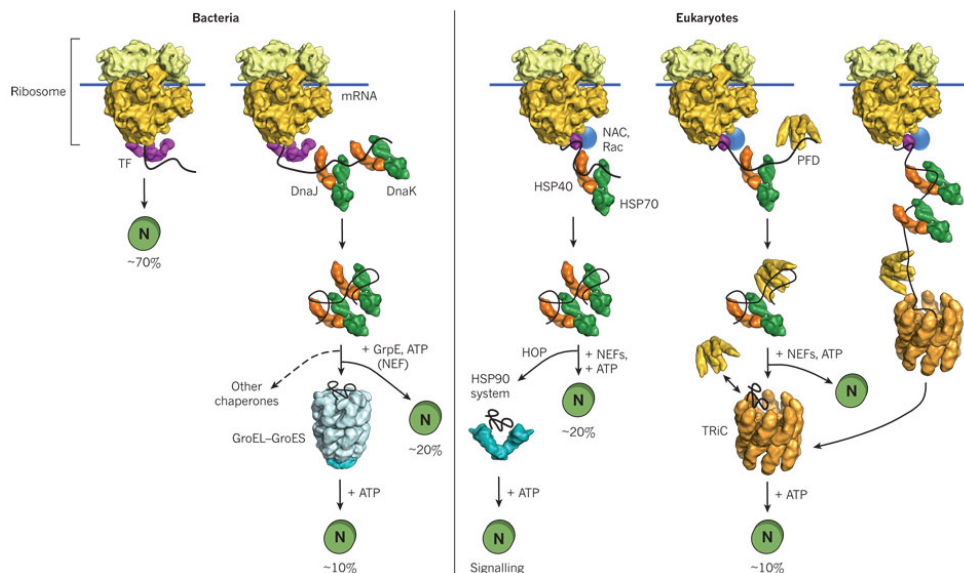 Bacteria
Ribosome
mRNA
TF
DnaJ
DnaK
N
~70%
+ GrpE, ATP
(NEF)
Other
chaperones
GroEL–GroES
N
~20%
+ ATP
N
~10%
Eukaryotes
NAC,
Rac
HSP40
HSP70
PFD
HOP
+ NEFs,
+ ATP
HSP90
system
N
~20%
+ ATP
N
Signalling
+ NEFs, ATP
N
TRiC
+ ATP
N
~10%